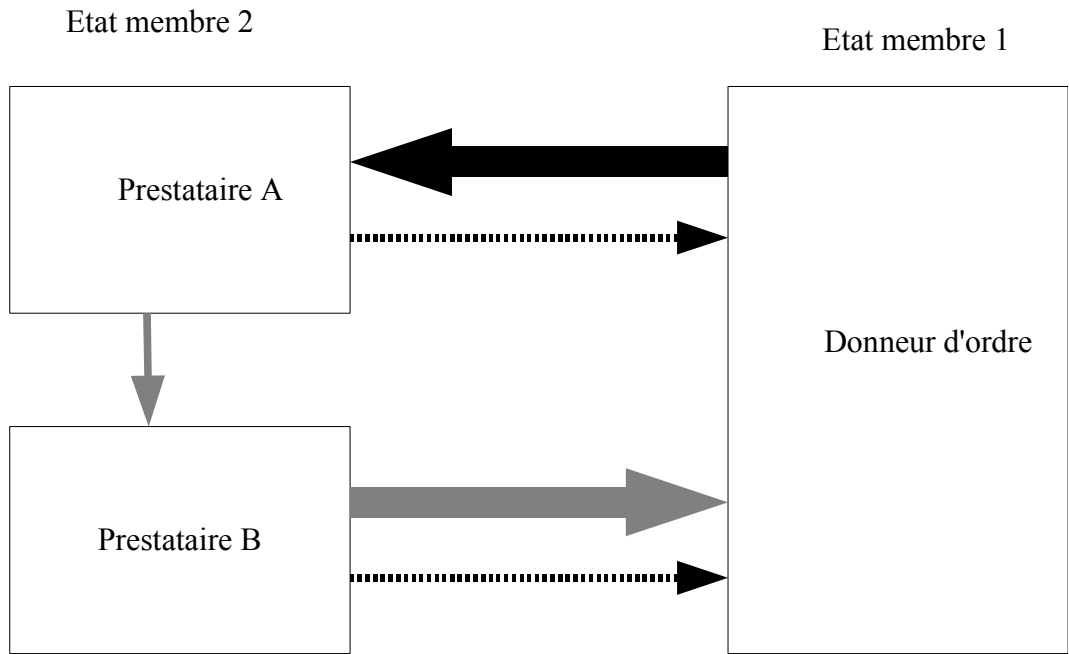 Etat membre 2
Etat membre 1
Prestataire A
Donneur d'ordre
Prestataire B